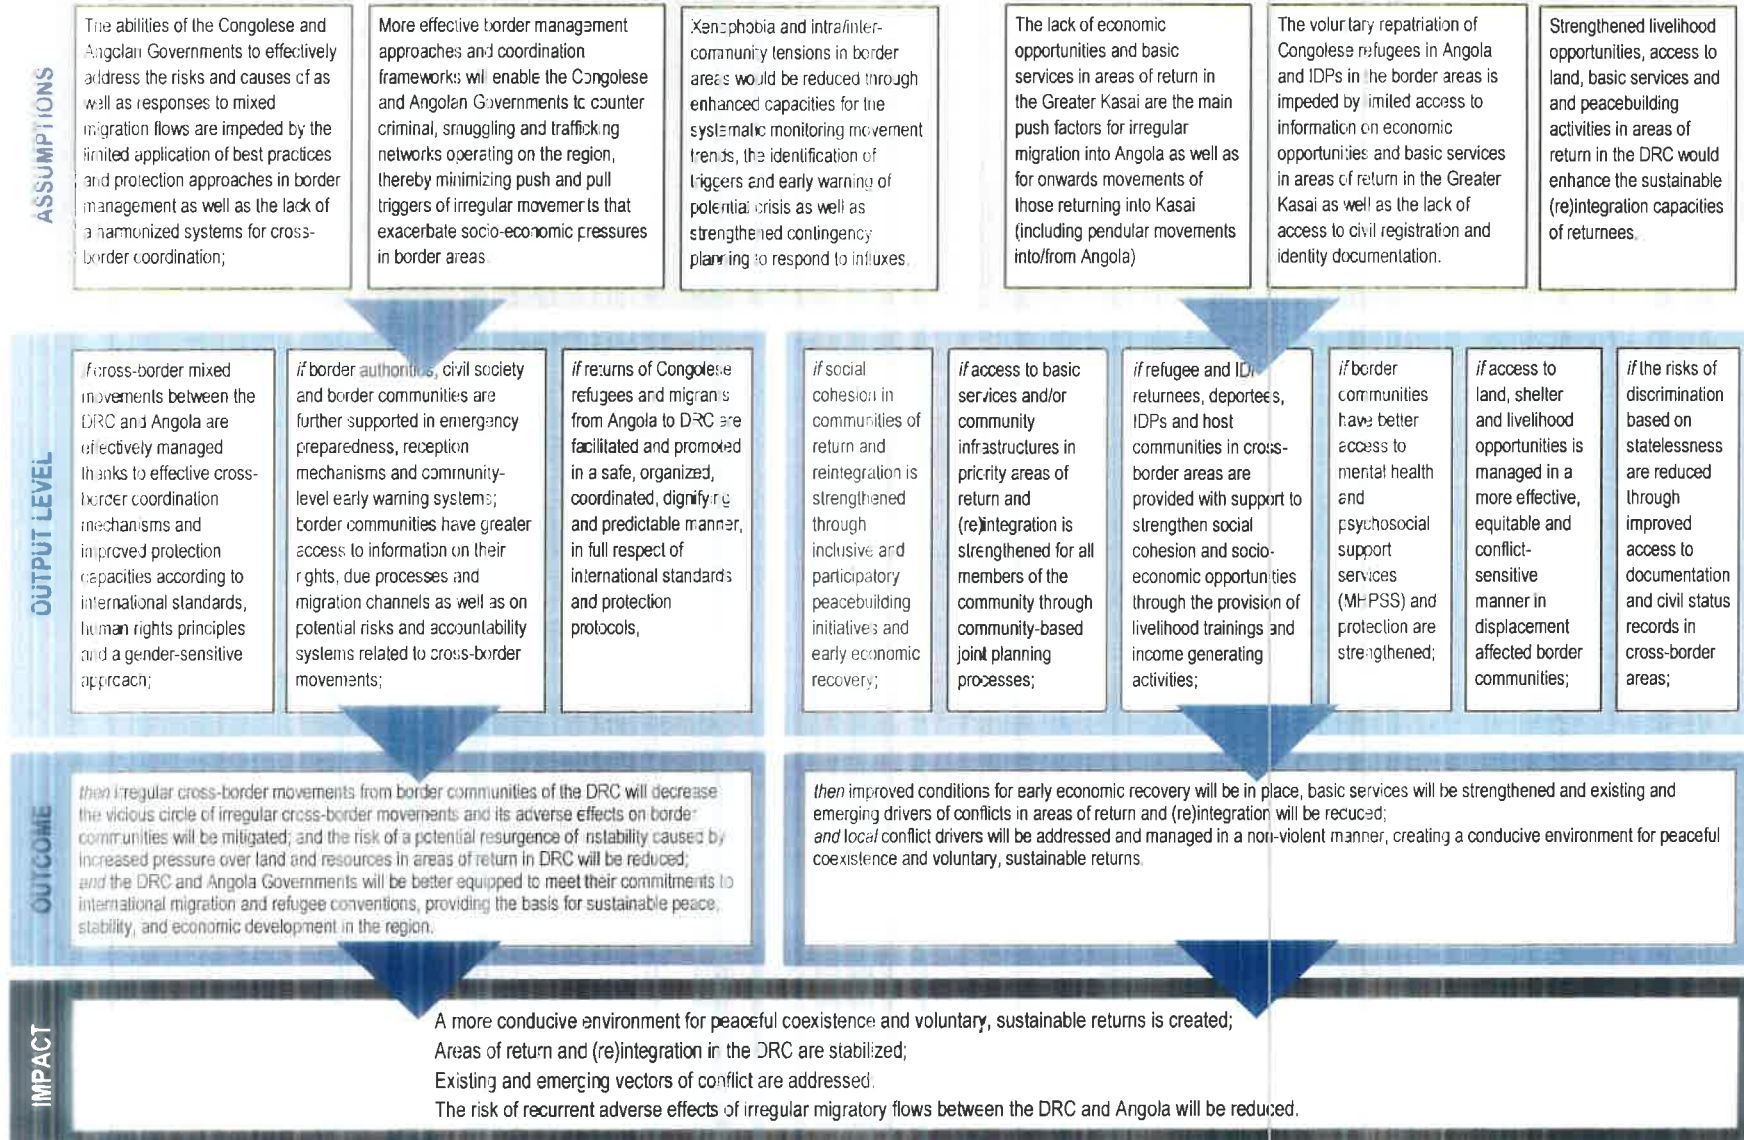 ASSUMPTIONS
The abilities of the Congolese and
Angolan Governments to effectively
address the risks and causes of as
well as responses to mixed
migration flows are impeded by the
limited application of best practices
and protection approaches in border
management as well as the lack of
a harmonized systems for cross-
border coordination;
More effective border management
approaches and coordination
frameworks will enable the Congolese
and Angolan Governments to counter
criminal, smuggling and trafficking
networks operating on the region,
thereby minimizing push and pull
triggers of irregular movements that
exacerbate socio-economic pressures
in border areas
Xenophobia and intra/inter-
community tensions in border
areas would be reduced through
enhanced capacities for the
systematic monitoring movement
trends, the identification of
triggers and early warning of
potential crisis as well as
strengthened contingency
planning to respond to influxes.
The lack of economic
opportunities and basic
services in areas of return in
the Greater Kasai are the main
push factors for irregular
migration into Angola as well as
for onwards movements of
those returning into Kasai
(including pendular movements
into/from Angola)
The voluntary repatriation of
Congolese refugees in Angola
and IDPs in the border areas is
impeded by limited access to
information on economic
opportunities and basic services
in areas of return in the Greater
Kasai as well as the lack of
access to civil registration and
identity documentation.
Strengthened livelihood
opportunities, access to
land, basic services and
and peacebuilding
activities in areas of
return in the DRC would
enhance the sustainable
(re)integration capacities
of returnees.
OUTPUT LEVEL
if cross-border mixed
movements between the
DRC and Angola are
effectively managed
thanks to effective cross-
border coordination
mechanisms and
improved protection
capacities according to
international standards,
human rights principles
and a gender-sensitive
approach;
if border authorities, civil society
and border communities are
further supported in emergency
preparedness, reception
mechanisms and community-
level early warning systems;
border communities have greater
access to information on their
rights, due processes and
migration channels as well as on
potential risks and accountability
systems related to cross-border
movements;
if returns of Congolese
refugees and migrants
from Angola to DRC are
facilitated and promoted
in a safe, organized,
coordinated, dignifying
and predictable manner,
in full respect of
international standards
and protection
protocols,
if social
cohesion in
communities of
return and
reintegration is
strengthened
through
inclusive and
participatory
peacebuilding
initiatives and
early economic
recovery;
if access to basic
services and/or
community
infrastructures in
priority areas of
return and
(re)integration is
strengthened for all
members of the
community through
community-based
joint planning
processes;
if refugee and IDP
returnees, deportees,
IDPs and host
communities in cross-
border areas are
provided with support to
strengthen social
cohesion and socio-
economic opportunities
through the provision of
livelihood trainings and
income generating
activities;
if border
communities
have better
access to
mental health
and
psychosocial
support
services
(MHPSS) and
protection are
strengthened;
if access to
land, shelter
and livelihood
opportunities is
managed in a
more effective,
equitable and
conflict-
sensitive
manner in
displacement
affected border
communities;
if the risks of
discrimination
based on
statelessness
are reduced
through
improved
access to
documentation
and civil status
records in
cross-border
areas;
OUTCOME
then irregular cross-border movements from border communities of the DRC will decrease
the vicious circle of irregular cross-border movements and its adverse effects on border
communities will be mitigated; and the risk of a potential resurgence of instability caused by
increased pressure over land and resources in areas of return in DRC will be reduced;
and the DRC and Angola Governments will be better equipped to meet their commitments to
international migration and refugee conventions, providing the basis for sustainable peace,
stability, and economic development in the region.
then improved conditions for early economic recovery will be in place, basic services will be strengthened and existing and
emerging drivers of conflicts in areas of return and (re)integration will be reduced;
and local conflict drivers will be addressed and managed in a non-violent manner, creating a conducive environment for peaceful
coexistence and voluntary, sustainable returns.
IMPACT
A more conducive environment for peaceful coexistence and voluntary, sustainable returns is created;
Areas of return and (re)integration in the DRC are stabilized;
Existing and emerging vectors of conflict are addressed.
The risk of recurrent adverse effects of irregular migratory flows between the DRC and Angola will be reduced.